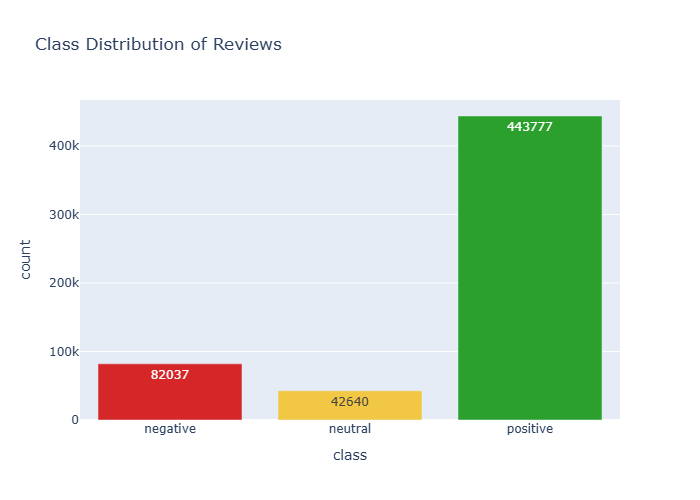 Class Distribution of Reviews
count
400k
300k
200k
100k
0
82037
42640
443777
negative
neutral
positive
class